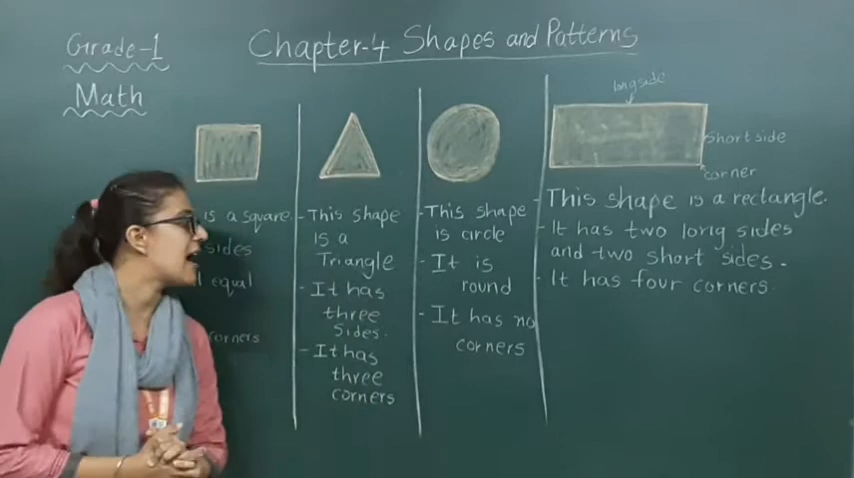 Grade-1
Math
Chapter-4 Shapes and Patterns
is a square.
sides
equal
corners
- This shape
is a
Triangle
- It has
three
sides.
- It has
three
corners
- This shape
is circle
- It is
round
- It has no
corners
long side
short side
corner
- This shape is a rectangle.
- It has two long sides
and two short sides.
- It has four corners.